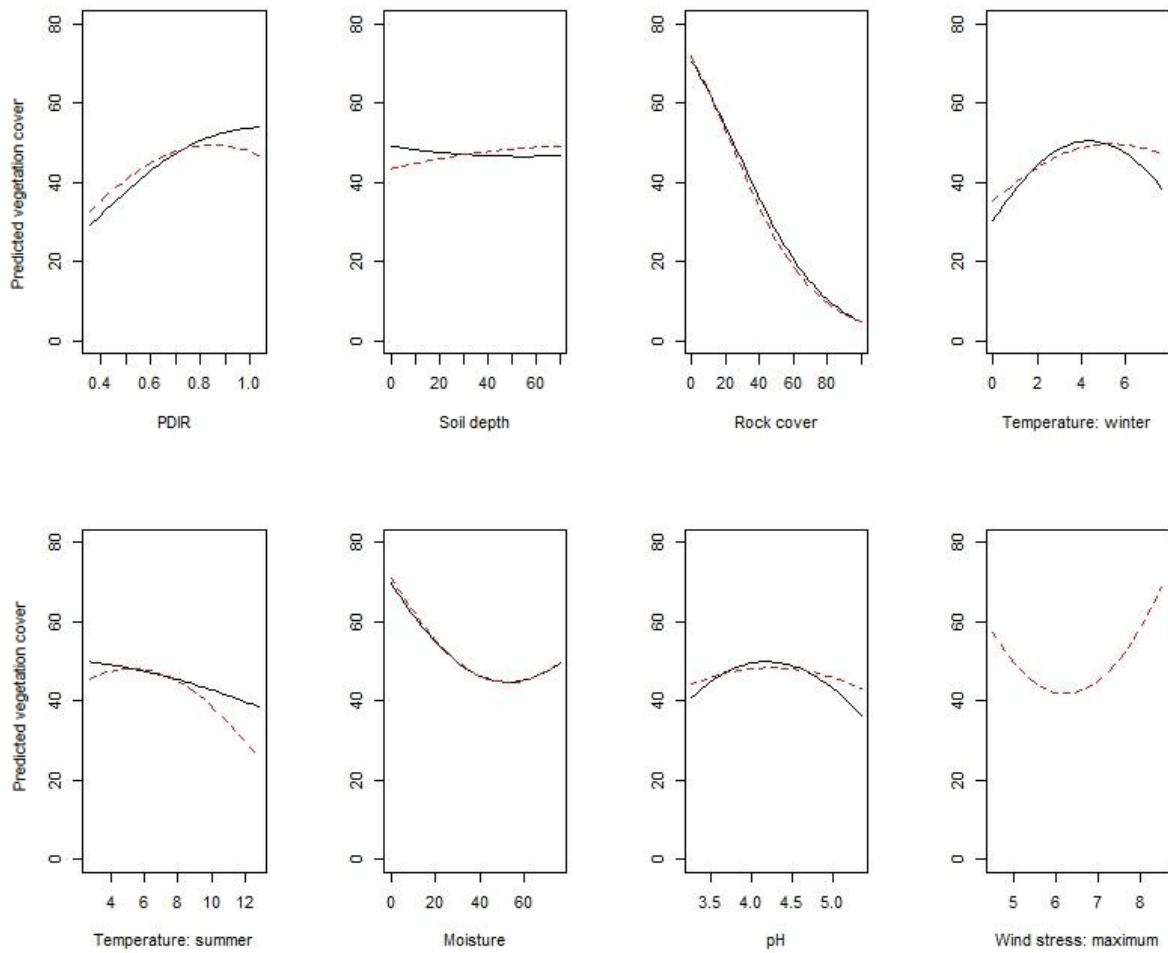 Predicted vegetation cover
0 20 40 60 80
0.4 0.6 0.8 1.0
PDIR
0 20 40 60 80
0 20 40 60
Soil depth
0 20 40 60 80
0 20 40 60 80
Rock cover
0 20 40 60 80
0 2 4 6
Temperature: winter
Predicted vegetation cover
0 20 40 60 80
4 6 8 10 12
Temperature: summer
0 20 40 60 80
0 20 40 60
Moisture
0 20 40 60 80
3.5 4.0 4.5 5.0
pH
0 20 40 60 80
5 6 7 8
Wind stress: maximum